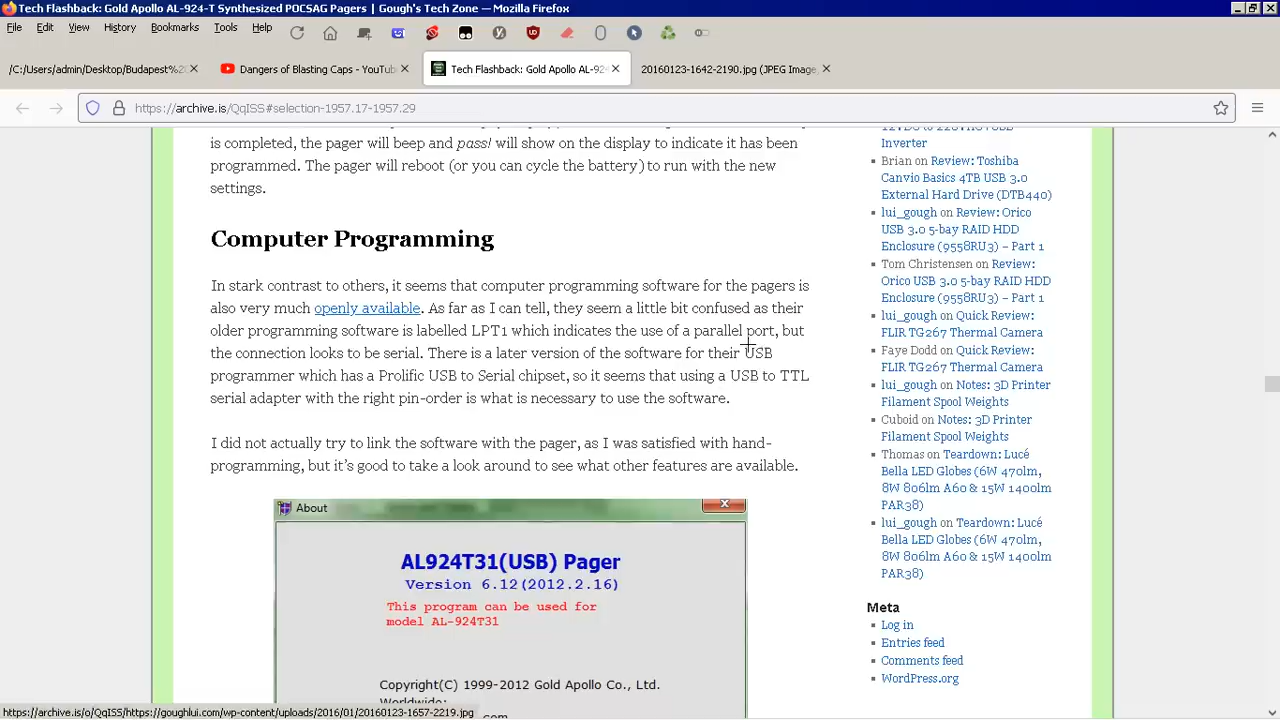 Tech Flashback: Gold Apollo AL-924-T Synthesized POCSAG Pagers | Gough's Tech Zone — Mozilla Firefox
File Edit View History Bookmarks Tools Help
/C:/Users/admin/Desktop/Budapest%20
Dangers of Blasting Caps - YouTub
Tech Flashback: Gold Apollo AL-924
20160123-1642-2190.jpg (JPEG Image,
https://archive.is/QqISS#selection-1957.17-1957.29
is completed, the pager will beep and pass! will show on the display to indicate it has been
programmed. The pager will reboot (or you can cycle the battery) to run with the new
settings.
Computer Programming
In stark contrast to others, it seems that computer programming software for the pagers is
also very much openly available. As far as I can tell, they seem a little bit confused as their
older programming software is labelled LPT1 which indicates the use of a parallel port, but
the connection looks to be serial. There is a later version of the software for their USB
programmer which has a Prolific USB to Serial chipset, so it seems that using a USB to TTL
serial adapter with the right pin-order is what is necessary to use the software.
I did not actually try to link the software with the pager, as I was satisfied with hand-
programming, but it's good to take a look around to see what other features are available.
About
AL924T31(USB) Pager
Version 6.12(2012.2.16)
This program can be used for
model AL-924T31
Copyright(C) 1999-2012 Gold Apollo Co., Ltd.
Worldwide:
.com
Inverter
Brian on Review: Toshiba
Canvio Basics 4TB USB 3.0
External Hard Drive (DTB440)
lui_gough on Review: Orico
USB 3.0 5-bay RAID HDD
Enclosure (9558RU3) – Part 1
Tom Christensen on Review:
Orico USB 3.0 5-bay RAID HDD
Enclosure (9558RU3) – Part 1
lui_gough on Quick Review:
FLIR TG267 Thermal Camera
Faye Dodd on Quick Review:
FLIR TG267 Thermal Camera
lui_gough on Notes: 3D Printer
Filament Spool Weights
Cuboid on Notes: 3D Printer
Filament Spool Weights
Thomas on Teardown: Lucé
Bella LED Globes (6W 470lm,
8W 806lm A60 & 15W 1400lm
PAR38)
lui_gough on Teardown: Lucé
Bella LED Globes (6W 470lm,
8W 806lm A60 & 15W 1400lm
PAR38)
Meta
Log in
Entries feed
Comments feed
WordPress.org
https://archive.is/o/QqISS/https://goughlui.com/wp-content/uploads/2016/01/20160123-1657-2219.jpg